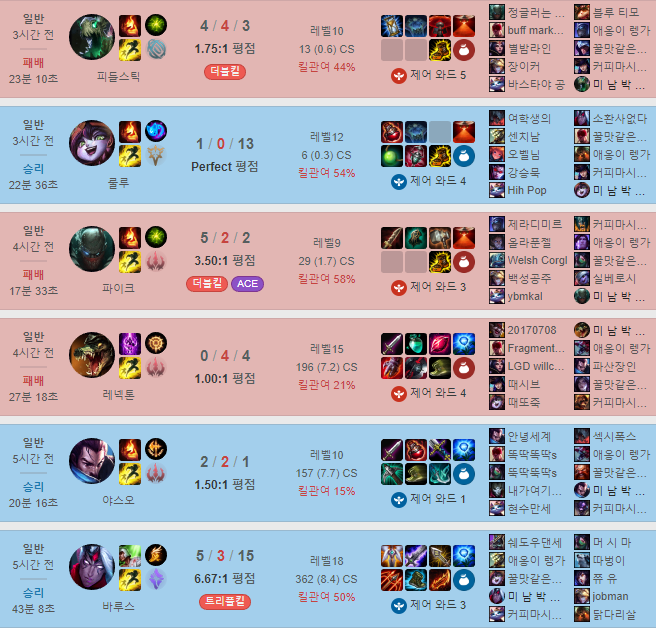 일반
3시간 전
패배
23분 10초
피들스틱
4 / 4 / 3
1.75:1 평점
더블킬
레벨10
13 (0.6) CS
킬관여 44%
제어 와드 5
정글러는 ...
buff mark...
별밤라인
장이커
바스타야 공
블루 티모
애옹이 랭가
꿀맛같은...
커피마시...
미 남 박 ...
일반
3시간 전
승리
22분 36초
룰루
1 / 0 / 13
Perfect 평점
레벨12
6 (0.3) CS
킬관여 54%
제어 와드 4
여학생의
센치남
오벨님
강승묵
Hih Pop
소환사없다
꿀맛같은...
애옹이 랭가
커피마시...
미 남 박 ...
일반
4시간 전
패배
17분 33초
파이크
5 / 2 / 2
3.50:1 평점
더블킬 ACE
레벨9
29 (1.7) CS
킬관여 58%
제어 와드 3
제라디미르
올라푼젤
Welsh Corgi
백성공주
ybmkal
커피마시...
애옹이 랭가
꿀맛같은...
실베로시
미 남 박 ...
일반
4시간 전
패배
27분 18초
레넥톤
0 / 4 / 4
1.00:1 평점
레벨15
196 (7.2) CS
킬관여 21%
제어 와드 4
20170708
Fragment...
LGD willc...
때시브
때또죽
미 남 박 ...
애옹이 랭가
파산장인
꿀맛같은...
커피마시...
일반
5시간 전
승리
20분 16초
야스오
2 / 2 / 1
1.50:1 평점
레벨10
157 (7.7) CS
킬관여 15%
제어 와드 1
안녕세계
똑딱똑딱s
똑딱똑딱s
내가여기...
현수만세
섹시폭스
애옹이 랭가
꿀맛같은...
미 남 박 ...
커피마시...
일반
5시간 전
승리
43분 8초
바루스
5 / 3 / 15
6.67:1 평점
트리플킬
레벨18
362 (8.4) CS
킬관여 50%
제어 와드 3
쉐도우댄세
애옹이 랭가
꿀맛같은...
미 남 박 ...
커피마시...
머 시 마
따벙이
쮸 유
jobman
닭다리살